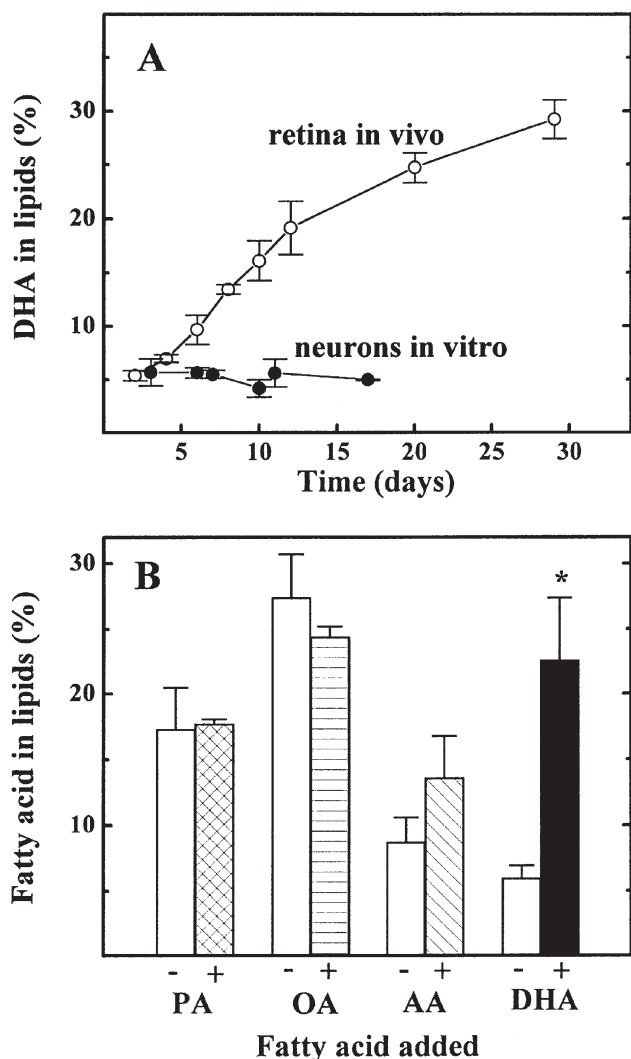 A
DHA in lipids (%)
30
20
10
retina in vivo
neurons in vitro
5 10 15 20 25 30
Time (days)
B
Fatty acid in lipids (%)
30
20
10
*
- + - + - + - +
PA OA AA DHA
Fatty acid added